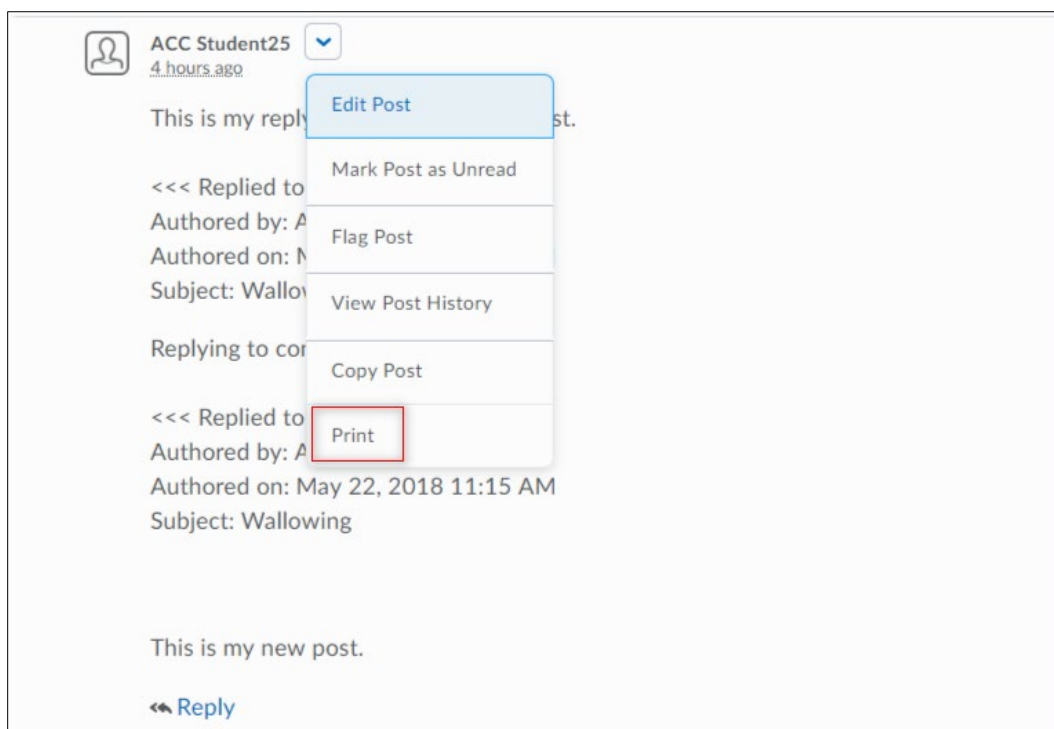 ACC Student25
4 hours ago
Edit Post
This is my reply st.
Mark Post as Unread
<<< Replied to
Authored by: A
Flag Post
Authored on:
Subject: Wallow
View Post History
Replying to
Copy Post
<<< Replied to
Print
Authored by: A
Authored on: May 22, 2018 11:15 AM
Subject: Wallowing
This is my new post.
Reply